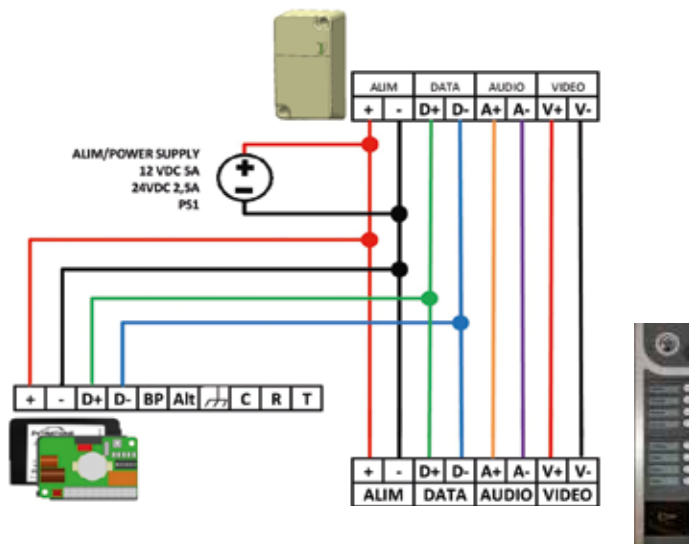 ALIM DATA AUDIO VIDEO
+ - D+ D- A+ A- V+ V-
ALIM/POWER SUPPLY
12 VDC 5A
24VDC 2,5A
PS1
+
-
+ - D+ D- BP Alt C R T
+ - D+ D- A+ A- V+ V-
ALIM DATA AUDIO VIDEO